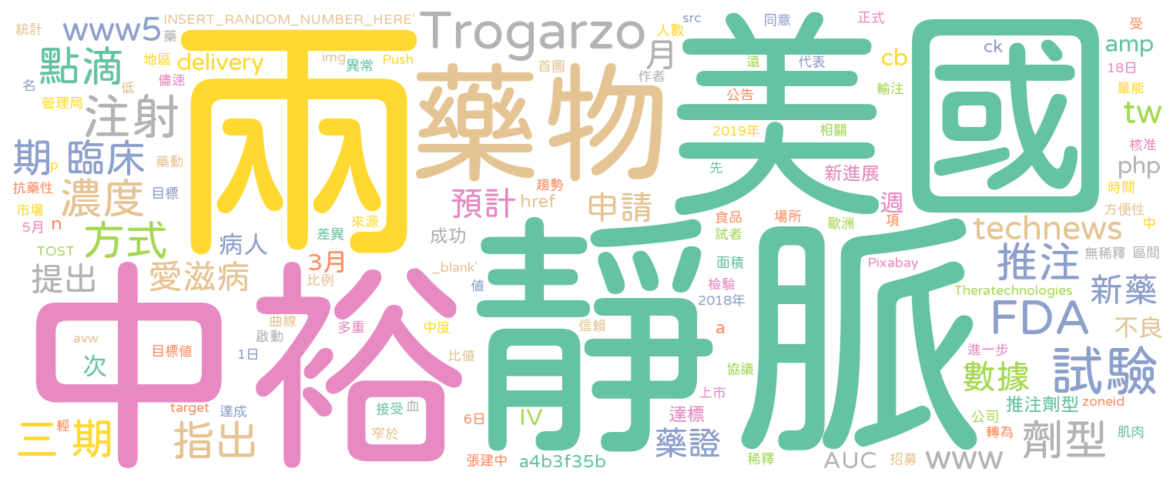 統計
www5
藥
INSERT_RANDOM_NUMBER_HERE'
Trogarzo
人數
src
同意
正式
受
點滴
地區
delivery
img
異常
Push
首圖
作者
月
美國
遠
代表
ck
cb
amp
18日
名
管理局
低
儘速
兩
藥物
公告
輸注
量能
注射
2019年
相關
tw
期
p
臨床
藥動
先
新進展
核准
php
抗藥性
濃度
目標
預計
趨勢
href
申請
週
時間
市場
5月
n
方式
來源
食品
場所
歐洲
項
technews
方便性
中
TOST
病人
差異
成功
試者
推注
無稀釋
區間
提出
愛滋病
3月
比例
_blank'
值
靜脈
面積
檢驗
2018年
Pixabay
Theratechnologies
新藥
中裕
曲線
啟動
多重
中度
信賴
a
FDA
不良
avw
次
目標值
1日
比值
協議
進一步
試驗
target
達成
接受
血
窄於
6日
IV
上市
達標
數據
推注劑型
zoneid
三期
輕
指出
張建中
a4b3f35b
藥證
稀釋
AUC
招募
公司
www
轉為
劑型
肌肉